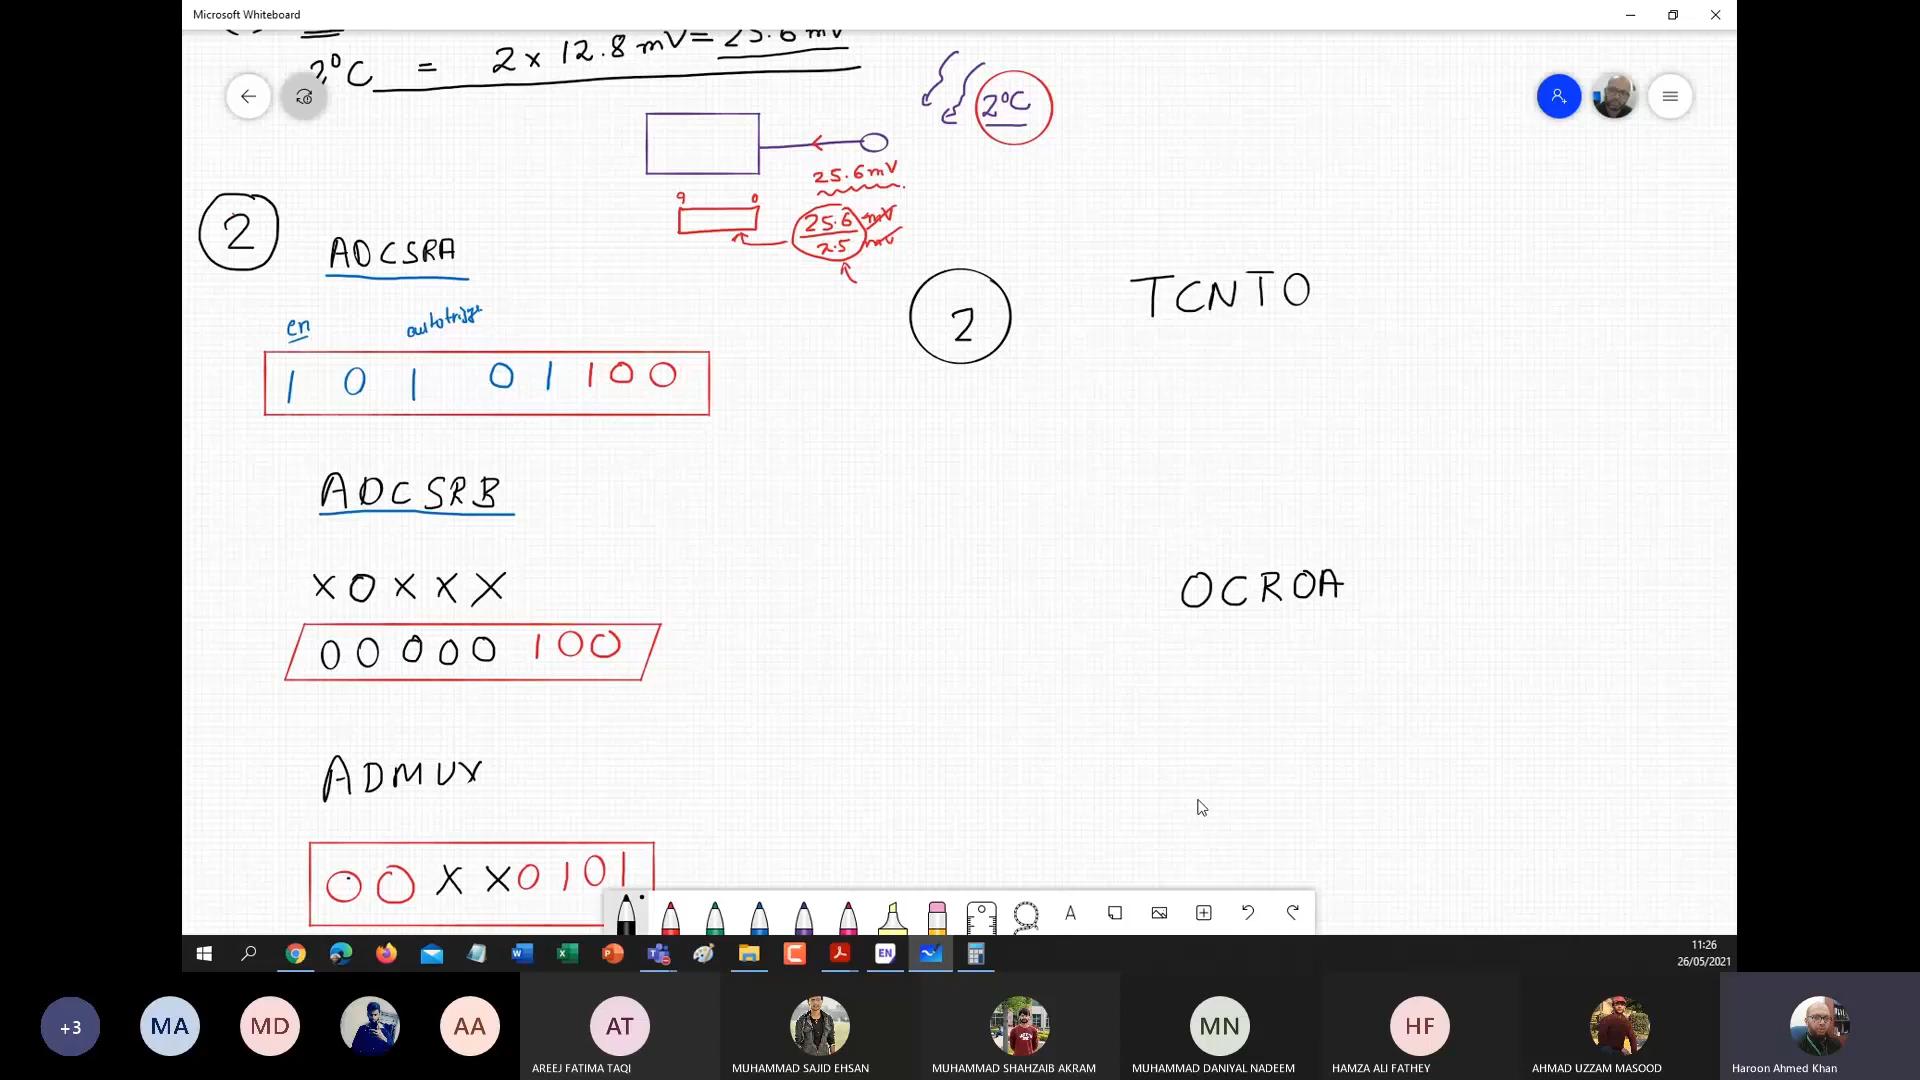 Microsoft Whiteboard
2°C = 2 x 12.8 mV = 25.6 mV
2°C
25.6 mV
9 0
25.6 mV
2.5 mV
2
ADCSRA
2
TCNT0
en
1 0 1 0 1 1 0 0
ADCSRB
OCR0A
X 0 X X X
0 0 0 0 0 1 0 0
ADMUX
0 0 X X 0 1 0 1
A
EN
11:26
26/05/2021
+3
MA
MD
AA
AT
MN
HF
AREEJ FATIMA TAQI
MUHAMMAD SAJID EHSAN
MUHAMMAD SHAHZAIB AKRAM
MUHAMMAD DANIYAL NADEEM
HAMZA ALI FATHEY
AHMAD UZZAM MASOOD
Haroon Ahmed Khan